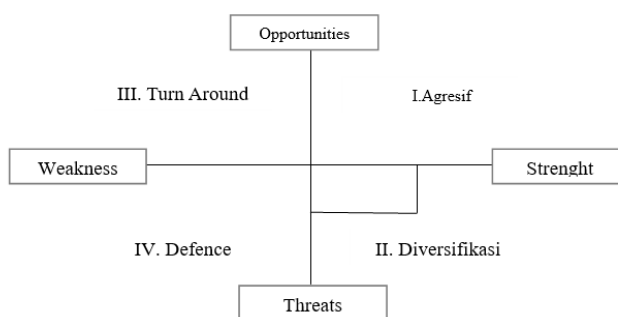 Opportunities
III. Turn Around
I.Agresif
Weakness
Strenght
IV. Defence
II. Diversifikasi
Threats